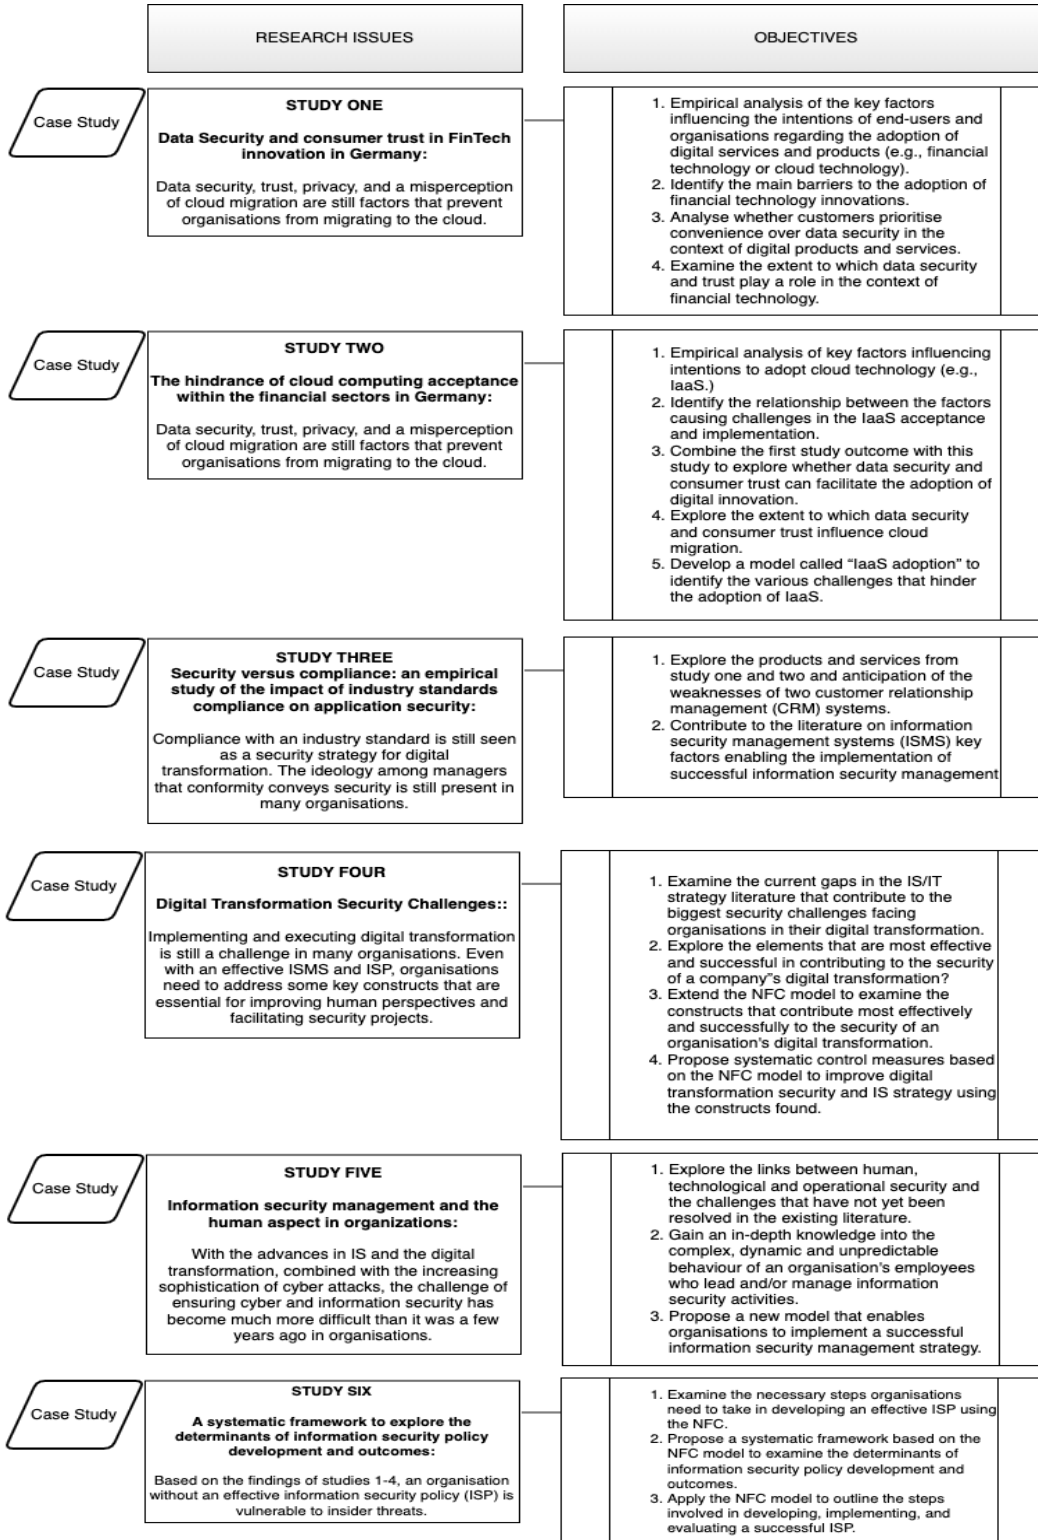 RESEARCH ISSUES
OBJECTIVES
Case Study
STUDY ONE
Data Security and consumer trust in FinTech
innovation in Germany:
Data security, trust, privacy, and a misperception
of cloud migration are still factors that prevent
organisations from migrating to the cloud.
1. Empirical analysis of the key factors
influencing the intentions of end-users and
organisations regarding the adoption of
digital services and products (e.g., financial
technology or cloud technology).
2. Identify the main barriers to the adoption of
financial technology innovations.
3. Analyse whether customers prioritise
convenience over data security in the
context of digital products and services.
4. Examine the extent to which data security
and trust play a role in the context of
financial technology.
Case Study
STUDY TWO
The hindrance of cloud computing acceptance
within the financial sectors in Germany:
Data security, trust, privacy, and a misperception
of cloud migration are still factors that prevent
organisations from migrating to the cloud.
1. Empirical analysis of key factors influencing
intentions to adopt cloud technology (e.g.,
IaaS.)
2. Identify the relationship between the factors
causing challenges in the IaaS acceptance
and implementation.
3. Combine the first study outcome with this
study to explore whether data security and
consumer trust can facilitate the adoption of
digital innovation.
4. Explore the extent to which data security
and consumer trust influence cloud
migration.
5. Develop a model called “IaaS adoption” to
identify the various challenges that hinder
the adoption of IaaS.
Case Study
STUDY THREE
Security versus compliance: an empirical
study of the impact of industry standards
compliance on application security:
Compliance with an industry standard is still seen
as a security strategy for digital
transformation. The ideology among managers
that conformity conveys security is still present in
many organisations.
1. Explore the products and services from
study one and two and anticipation of the
weaknesses of two customer relationship
management (CRM) systems.
2. Contribute to the literature on information
security management systems (ISMS) key
factors enabling the implementation of
successful information security management
Case Study
STUDY FOUR
Digital Transformation Security Challenges::
Implementing and executing digital transformation
is still a challenge in many organisations. Even
with an effective ISMS and ISP, organisations
need to address some key constructs that are
essential for improving human perspectives and
facilitating security projects.
1. Examine the current gaps in the IS/IT
strategy literature that contribute to the
biggest security challenges facing
organisations in their digital transformation.
2. Explore the elements that are most effective
and successful in contributing to the security
of a company"s digital transformation?
3. Extend the NFC model to examine the
constructs that contribute most effectively
and successfully to the security of an
organisation's digital transformation.
4. Propose systematic control measures based
on the NFC model to improve digital
transformation security and IS strategy using
the constructs found.
Case Study
STUDY FIVE
Information security management and the
human aspect in organizations:
With the advances in IS and the digital
transformation, combined with the increasing
sophistication of cyber attacks, the challenge of
ensuring cyber and information security has
become much more difficult than it was a few
years ago in organisations.
1. Explore the links between human,
technological and operational security and
the challenges that have not yet been
resolved in the existing literature.
2. Gain an in-depth knowledge into the
complex, dynamic and unpredictable
behaviour of an organisation's employees
who lead and/or manage information
security activities.
3. Propose a new model that enables
organisations to implement a successful
information security management strategy.
Case Study
STUDY SIX
A systematic framework to explore the
determinants of information security policy
development and outcomes:
Based on the findings of studies 1-4, an organisation
without an effective information security policy (ISP) is
vulnerable to insider threats.
1. Examine the necessary steps organisations
need to take in developing an effective ISP using
the NFC.
2. Propose a systematic framework based on the
NFC model to examine the determinants of
information security policy development and
outcomes.
3. Apply the NFC model to outline the steps
involved in developing, implementing, and
evaluating a successful ISP.